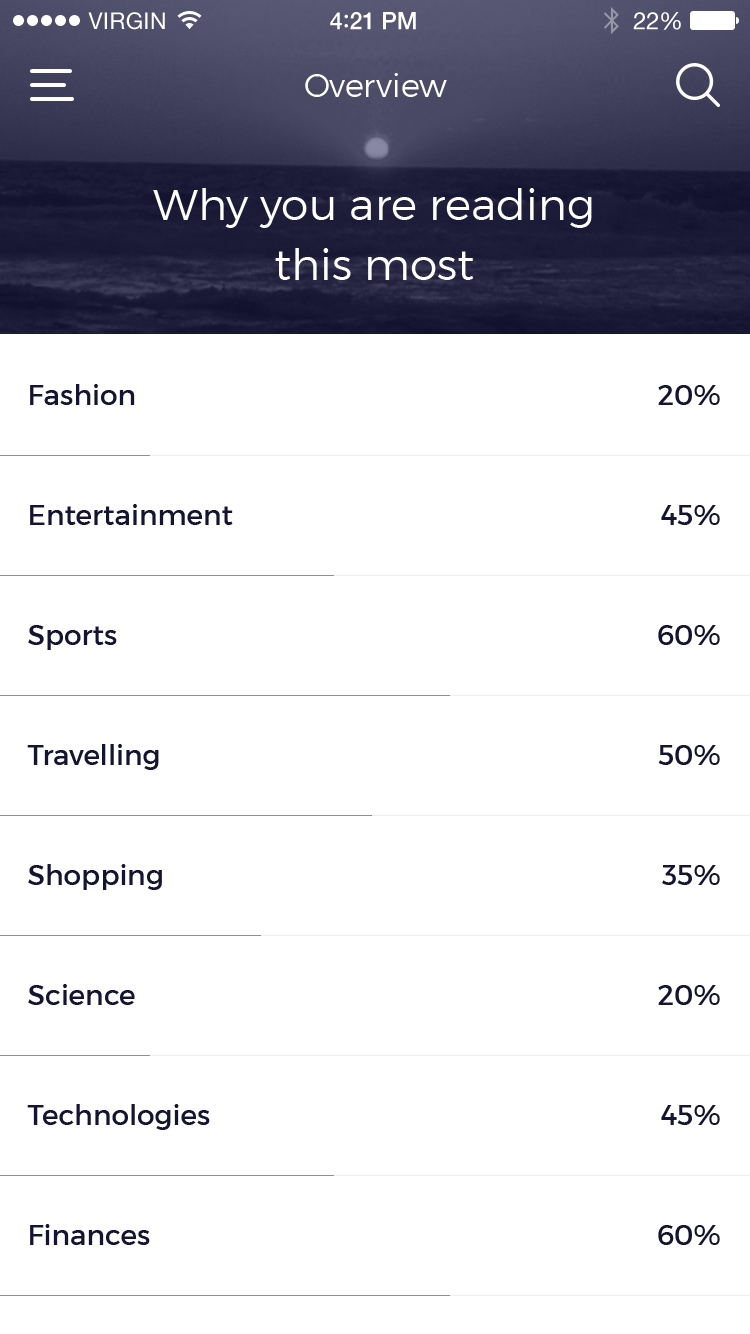 VIRGIN 4:21 PM 22%
Overview
Why you are reading
this most
Fashion 20%
Entertainment 45%
Sports 60%
Travelling 50%
Shopping 35%
Science 20%
Technologies 45%
Finances 60%